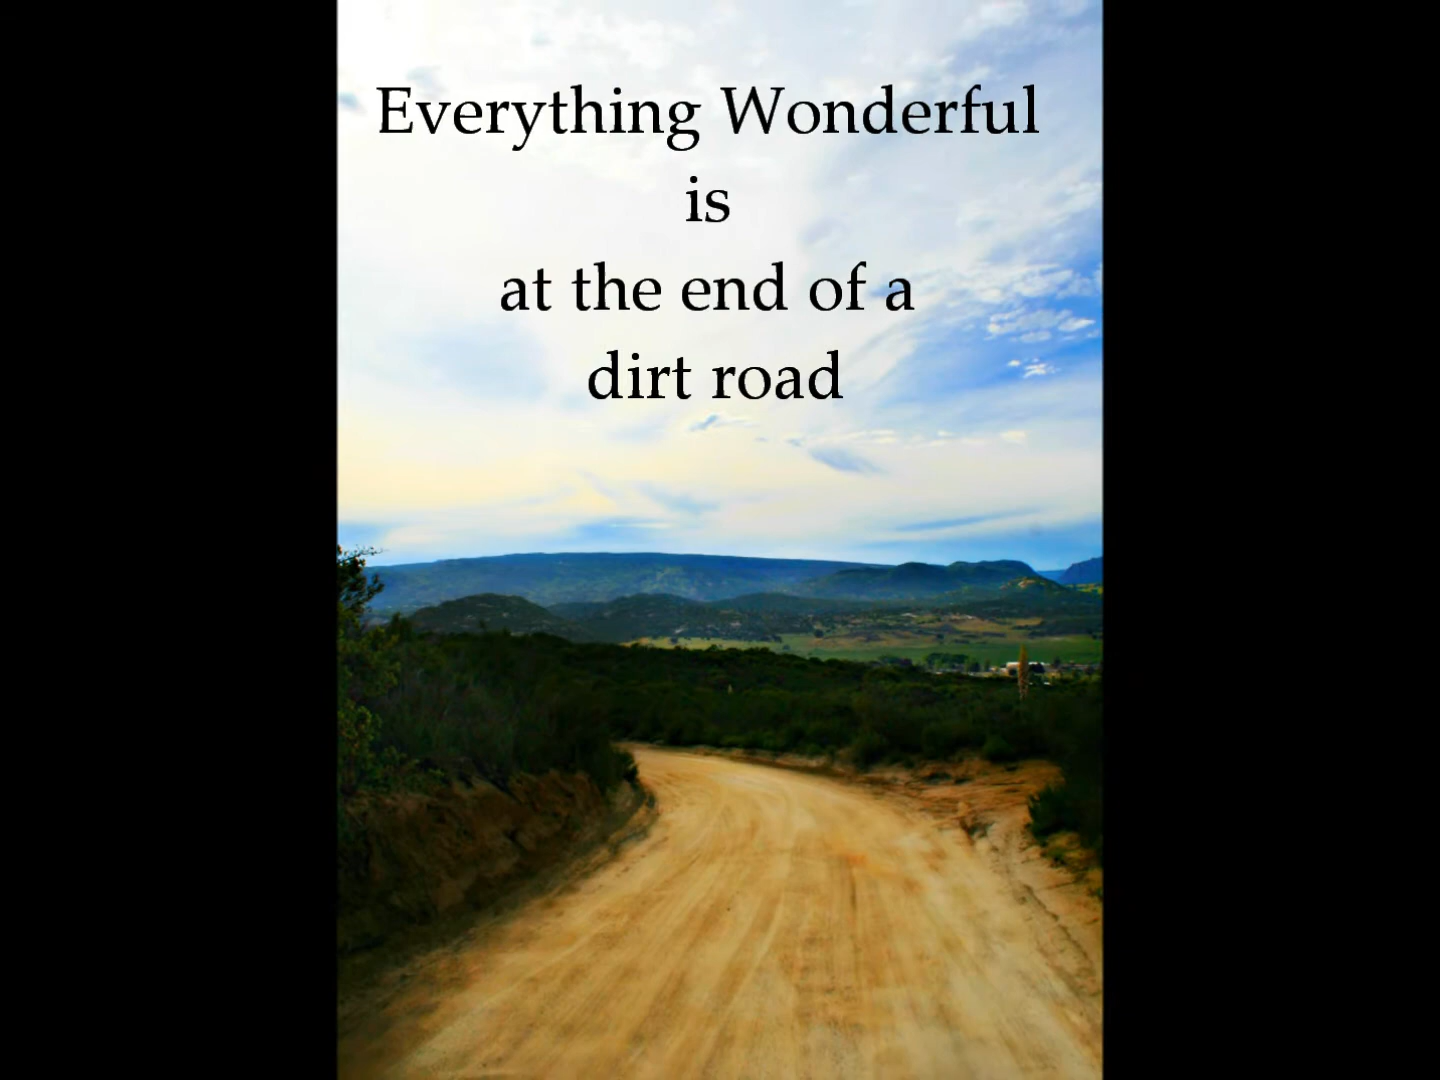 Everything Wonderful
is
at the end of a
dirt road